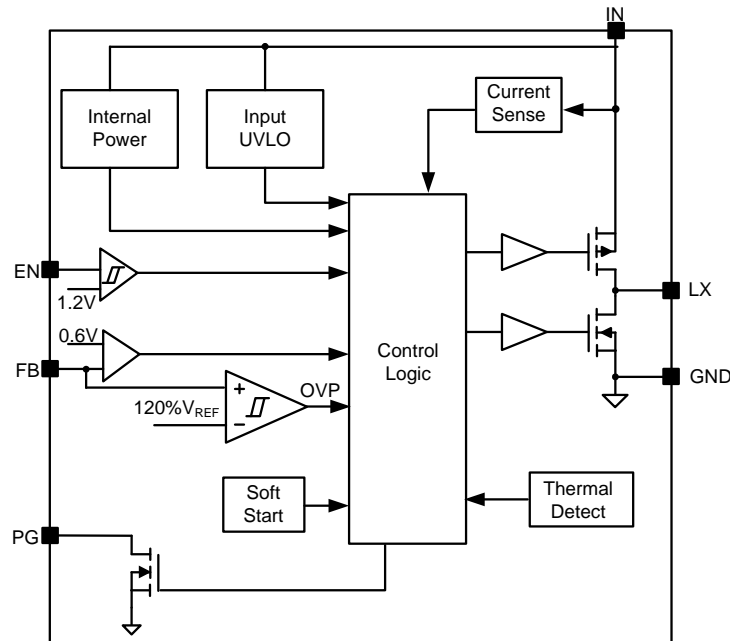 IN
Internal
Power
Input
UVLO
Current
Sense
EN
1.2V
LX
0.6V
FB
Control
Logic
GND
+
OVP
120%VREF
−
Soft
Start
Thermal
Detect
PG